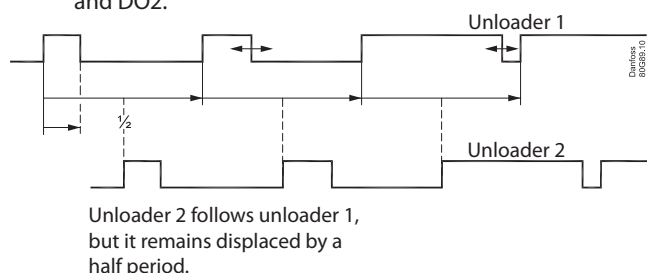 and DO2.
Unloader 1
Danfoss
80G89.10
½
Unloader 2
Unloader 2 follows unloader 1,
but it remains displaced by a
half period.